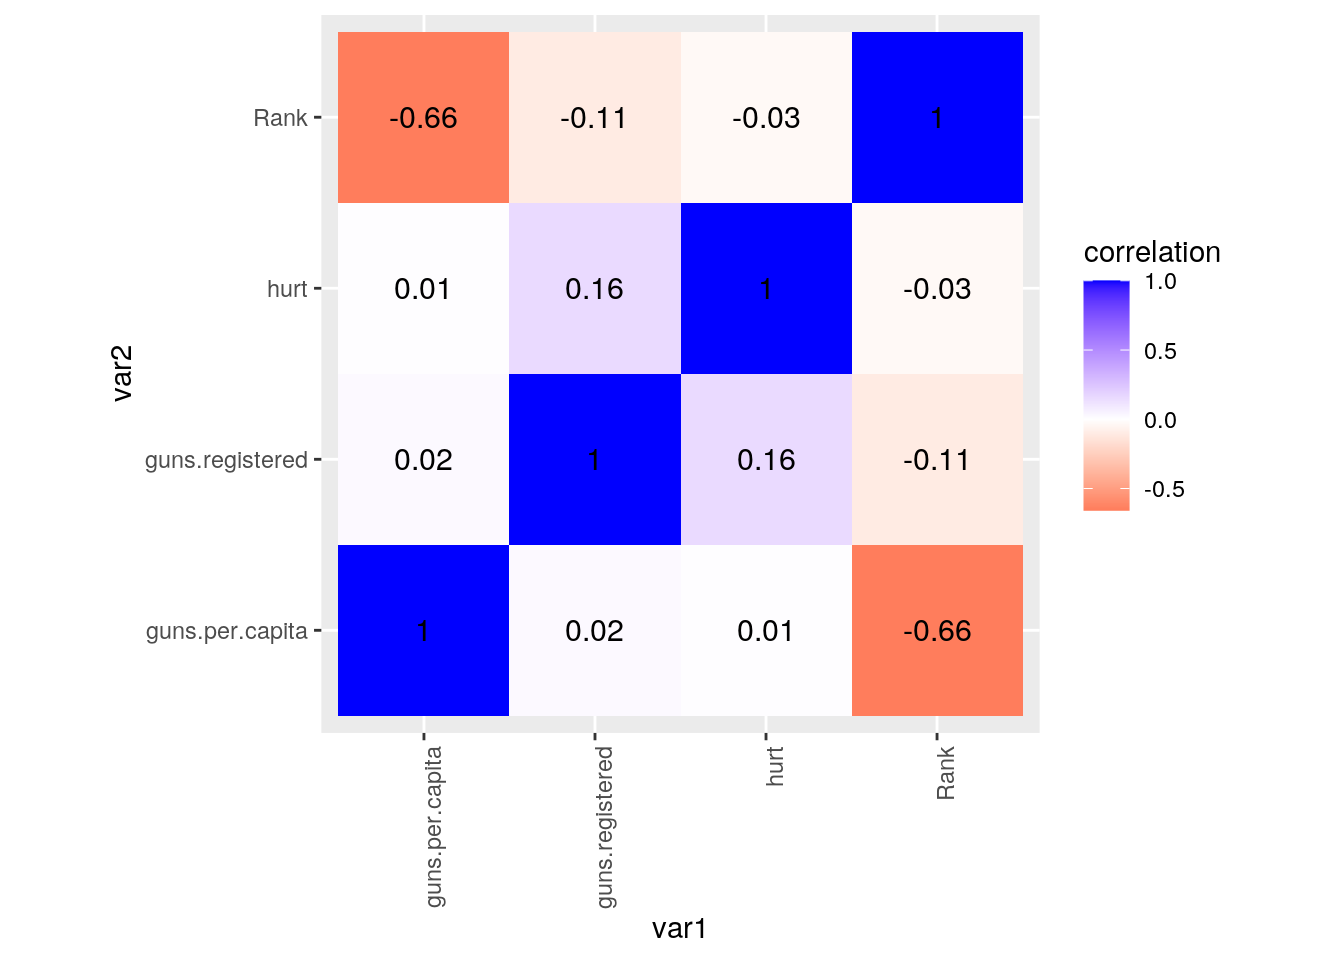 Rank
-0.66 -0.11 -0.03 1
hurt
0.01 0.16 1 -0.03
guns.registered
0.02 1 0.16 -0.11
guns.per.capita
1 0.02 0.01 -0.66
var2
guns.per.capita
guns.registered
hurt
Rank
var1
correlation
1.0
0.5
0.0
-0.5